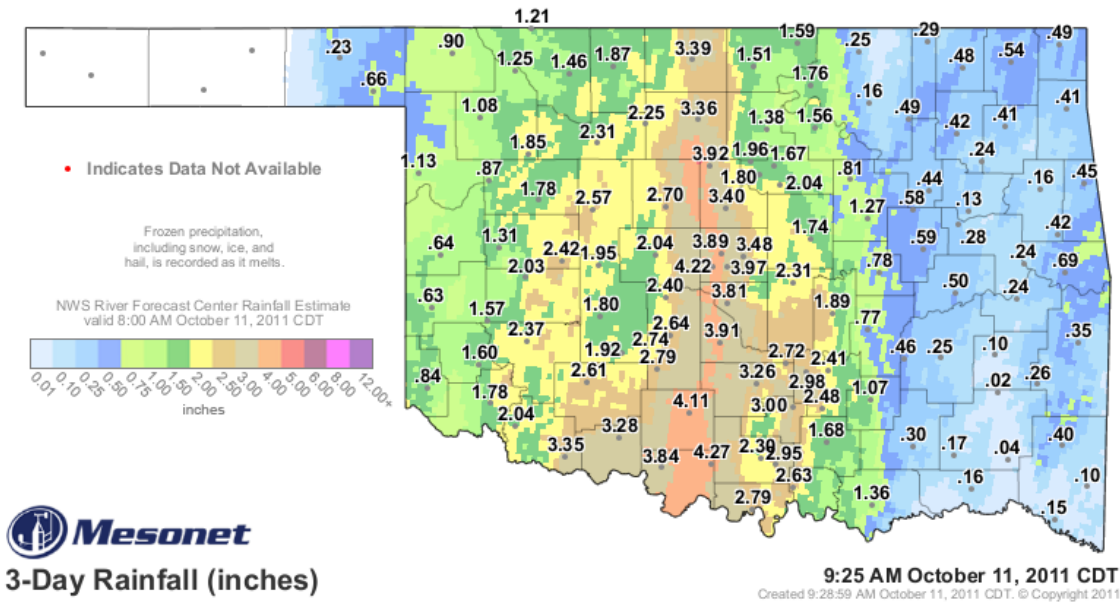 1.21
1.59 .29 .49
.23 .90 1.25 1.46 1.87 3.39 1.51 .25 .48 .54
.66 1.76
1.08 2.25 3.36 1.38 1.56 .16 .49 .42 .41 .41
1.85 2.31
1.13 .87 3.92 1.96 1.67 .81 .24
Indicates Data Not Available
1.78 2.57 2.70 1.80 3.40 2.04 .44 .58 .13 .16 .45
1.27
Frozen precipitation,
including snow, ice, and
hail, is recorded as it melts.
.64 1.31 2.42 1.95 2.04 3.89 3.48 1.74 .59 .28 .24 .42
2.03 4.22 3.97 2.31 .78 .69
.63 1.57 1.80 2.40 3.81 1.89 .50 .24
NWS River Forecast Center Rainfall Estimate
valid 8:00 AM October 11, 2011 CDT
2.37 2.64 3.91 .77 .35
2.74
1.60 1.92 2.79 2.72 2.41 .46 .25 .10
.84 2.61 3.26 2.98 1.07 .02 .26
0.01 0.10 0.25 0.50 0.75 1.00 1.50 2.00 2.50 3.00 4.00 5.00 6.00 8.00 12.00+
inches
1.78 2.04 4.11 3.00 2.48
3.35 3.28 3.84 4.27 2.30 2.95 1.68 .30 .17 .04 .40
2.63
2.79 1.36 .16 .10
.15
Mesonet
3-Day Rainfall (inches)
9:25 AM October 11, 2011 CDT
Created 9:28:59 AM October 11, 2011 CDT. © Copyright 2011